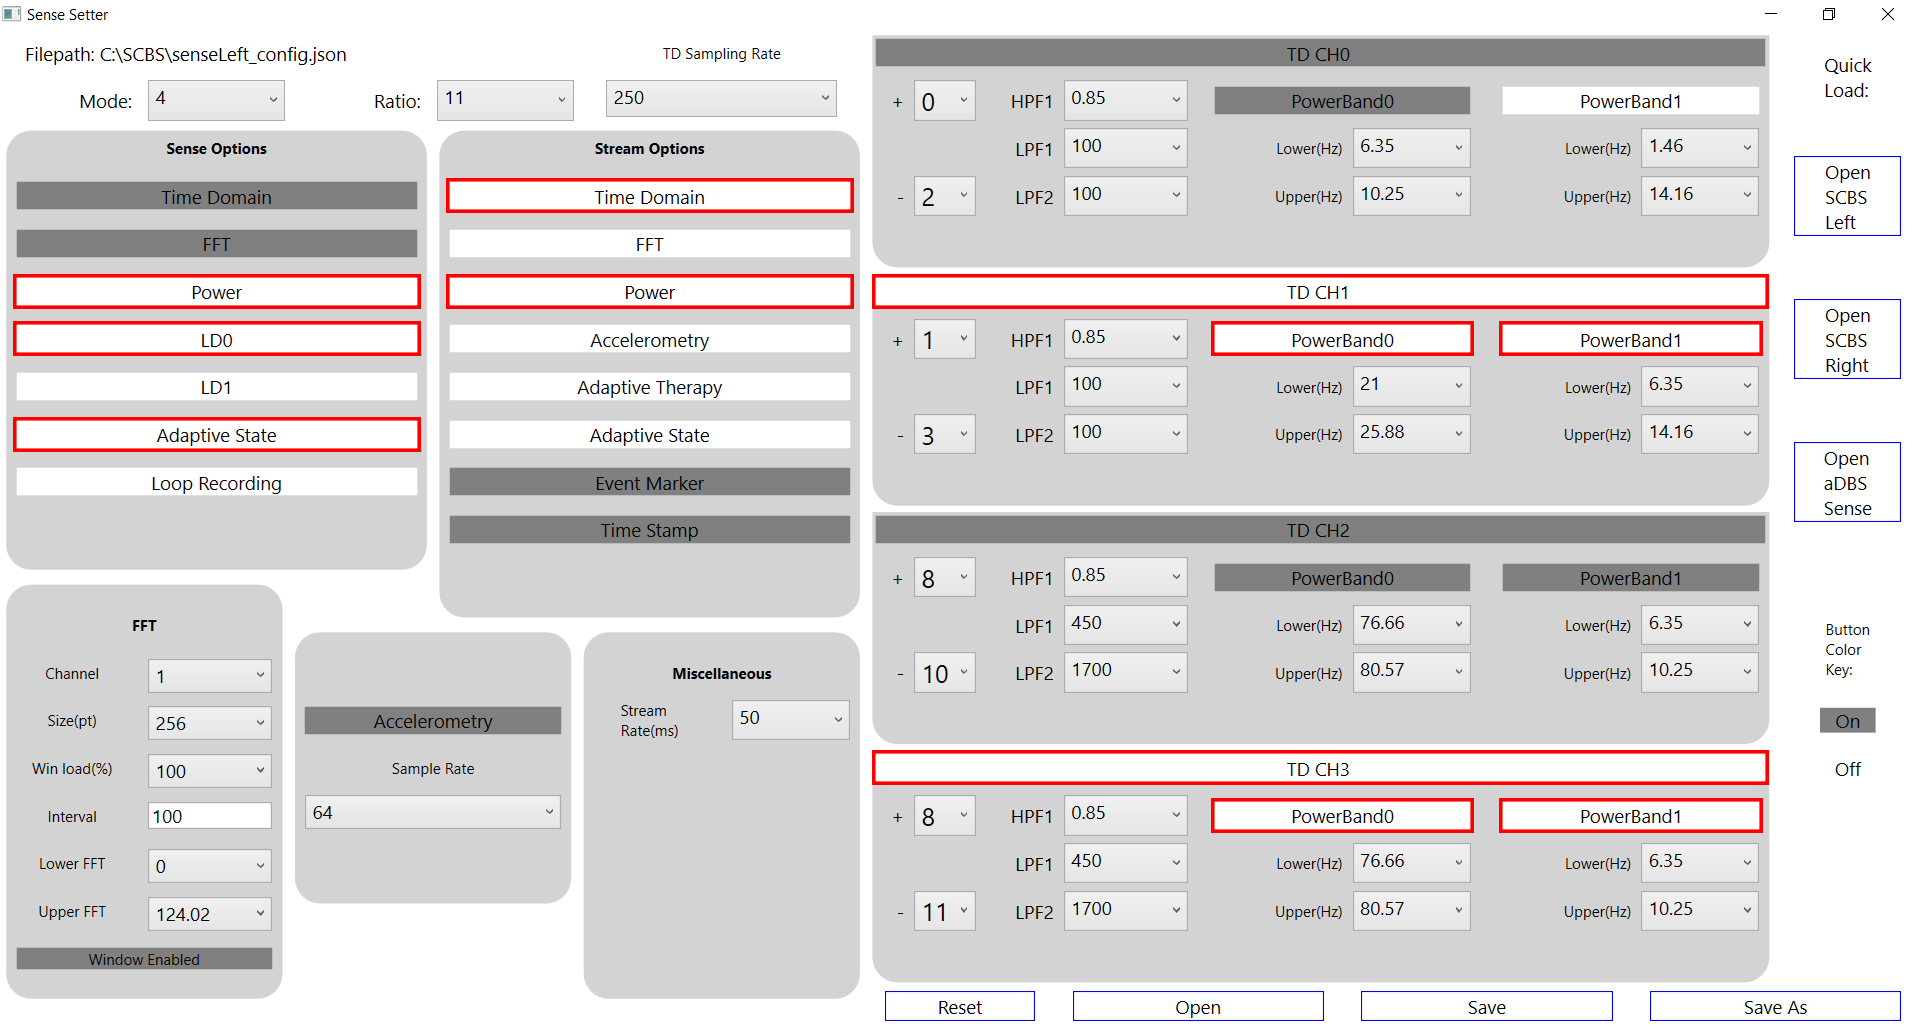 Sense Setter
Filepath: C:\SCBS\senseLeft_config.json
TD Sampling Rate
Mode: 4
Ratio: 11
250
Sense Options
Time Domain
FFT
Power
LD0
LD1
Adaptive State
Loop Recording
Stream Options
Time Domain
FFT
Power
Accelerometry
Adaptive Therapy
Adaptive State
Event Marker
Time Stamp
FFT
Channel 1
Size(pt) 256
Win load(%) 100
Interval 100
Lower FFT 0
Upper FFT 124.02
Window Enabled
Accelerometry
Sample Rate
64
Miscellaneous
Stream
Rate(ms)
50
TD CH0
+ 0 HPF1 0.85 PowerBand0 PowerBand1
LPF1 100 Lower(Hz) 6.35 Lower(Hz) 1.46
- 2 LPF2 100 Upper(Hz) 10.25 Upper(Hz) 14.16
TD CH1
+ 1 HPF1 0.85 PowerBand0 PowerBand1
LPF1 100 Lower(Hz) 21 Lower(Hz) 6.35
- 3 LPF2 100 Upper(Hz) 25.88 Upper(Hz) 14.16
TD CH2
+ 8 HPF1 0.85 PowerBand0 PowerBand1
LPF1 450 Lower(Hz) 76.66 Lower(Hz) 6.35
- 10 LPF2 1700 Upper(Hz) 80.57 Upper(Hz) 10.25
TD CH3
+ 8 HPF1 0.85 PowerBand0 PowerBand1
LPF1 450 Lower(Hz) 76.66 Lower(Hz) 6.35
- 11 LPF2 1700 Upper(Hz) 80.57 Upper(Hz) 10.25
Reset
Open
Save
Save As
Quick
Load:
Open
SCBS
Left
Open
SCBS
Right
Open
aDBS
Sense
Button
Color
Key:
On
Off